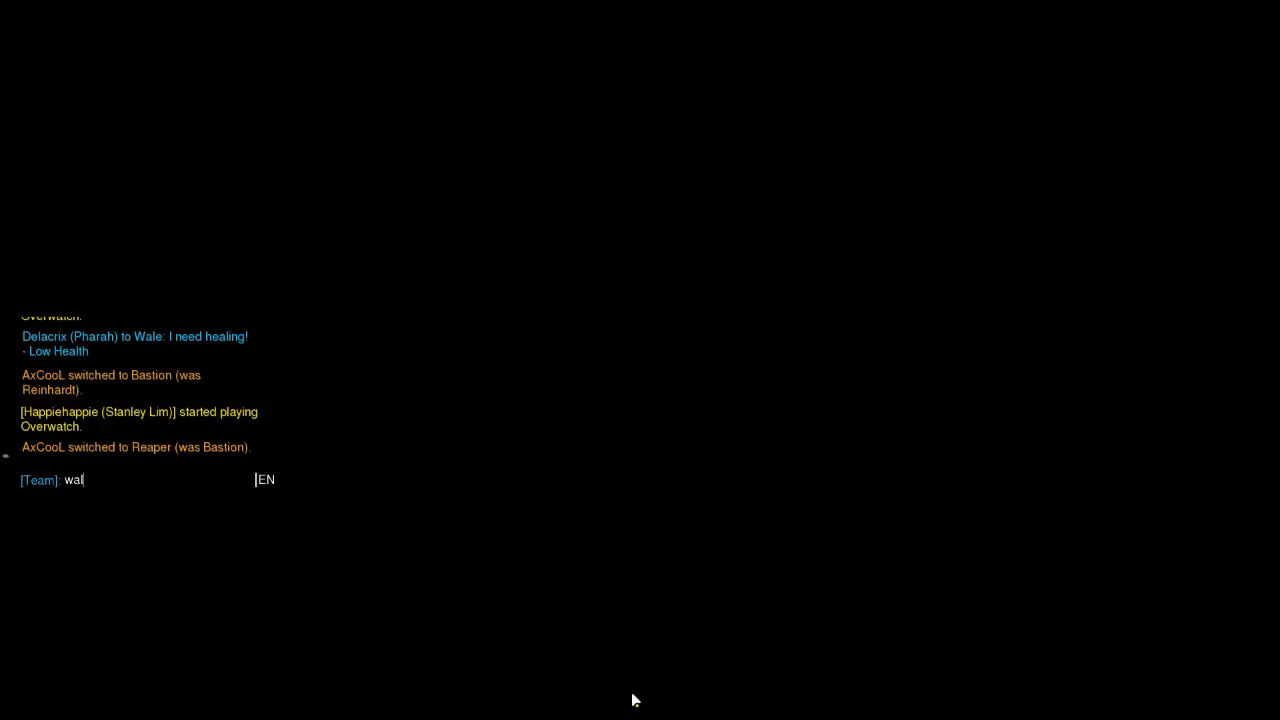 Overwatch.
Delacrix (Pharah) to Wale: I need healing!
- Low Health
AxCooL switched to Bastion (was
Reinhardt).
[Happiehappie (Stanley Lim)] started playing
Overwatch.
AxCooL switched to Reaper (was Bastion).
[Team]: wal
EN